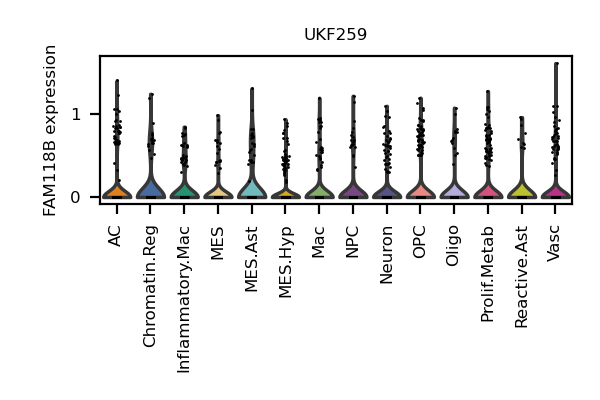 UKF259
FAM118B expression
1
0
AC
Chromatin.Reg
Inflammatory.Mac
MES
MES.Ast
MES.Hyp
Mac
NPC
Neuron
OPC
Oligo
Prolif.Metab
Reactive.Ast
Vasc